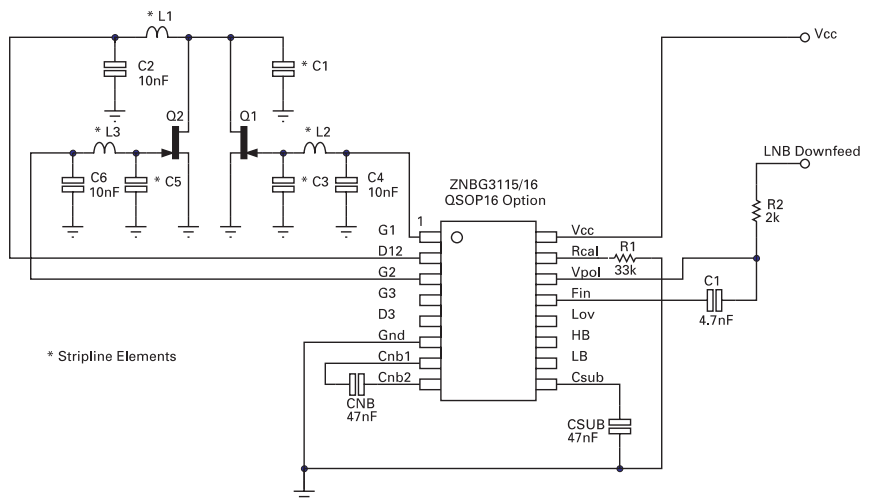 * L1
Vcc
C2
10nF
* C1
Q2
Q1
* L3
* L2
LNB Downfeed
C6
10nF
* C5
* C3
C4
10nF
ZNBG3115/16
QSOP16 Option
R2
2k
1
G1
Vcc
D12
Rcal
R1
33k
G2
Vpol
G3
Fin
C1
4.7nF
D3
Lov
Gnd
HB
* Stripline Elements
Cnb1
LB
Cnb2
Csub
CNB
47nF
CSUB
47nF